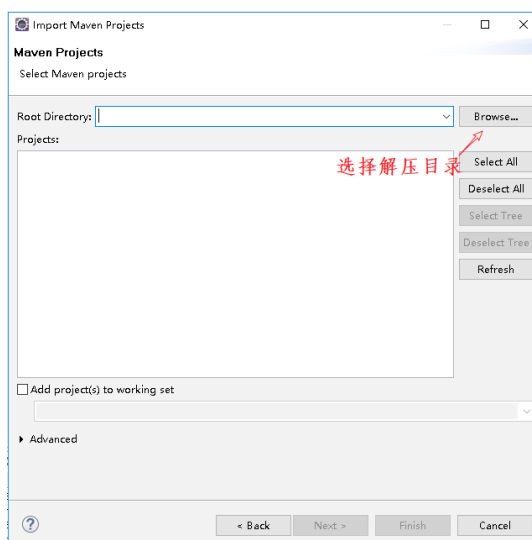 Import Maven Projects
Maven Projects
Select Maven projects
Root Directory:
Browse...
Projects:
选择解压目录
Select All
Deselect All
Select Tree
Deselect Tree
Refresh
Add project(s) to working set
Advanced
?
< Back
Next >
Finish
Cancel